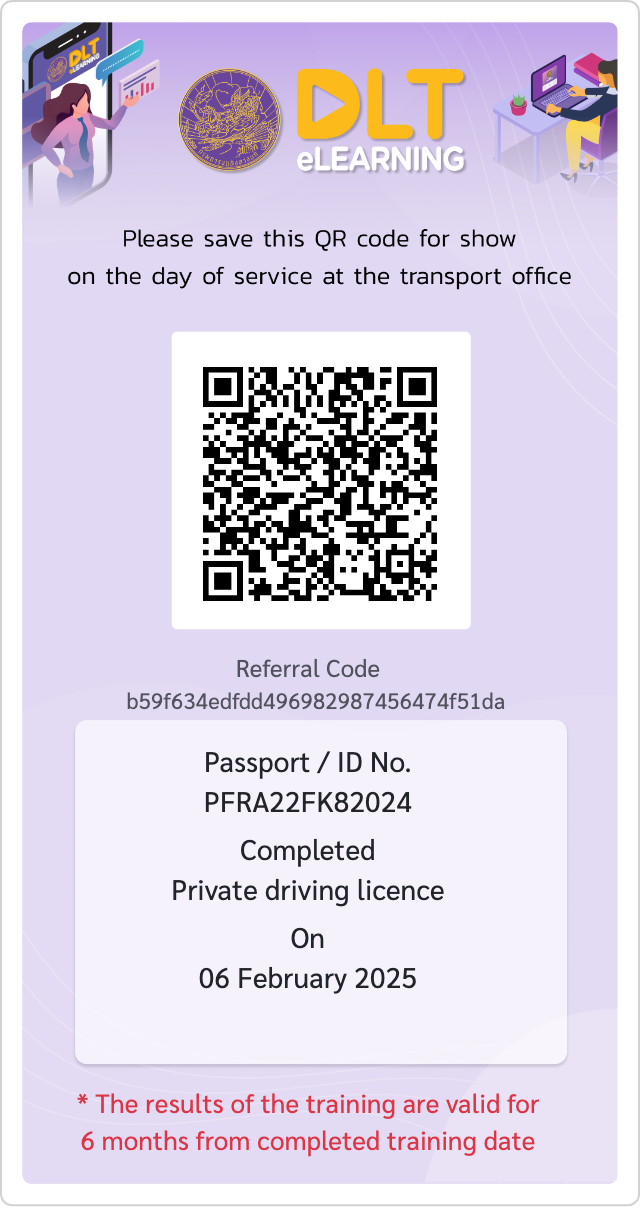 DLT
eLEARNING
DLT
eLEARNING
Please save this QR code for show
on the day of service at the transport office
Referral Code
b59f634edfdd496982987456474f51da
Passport / ID No.
PFRA22FK82024
Completed
Private driving licence
On
06 February 2025
* The results of the training are valid for
6 months from completed training date